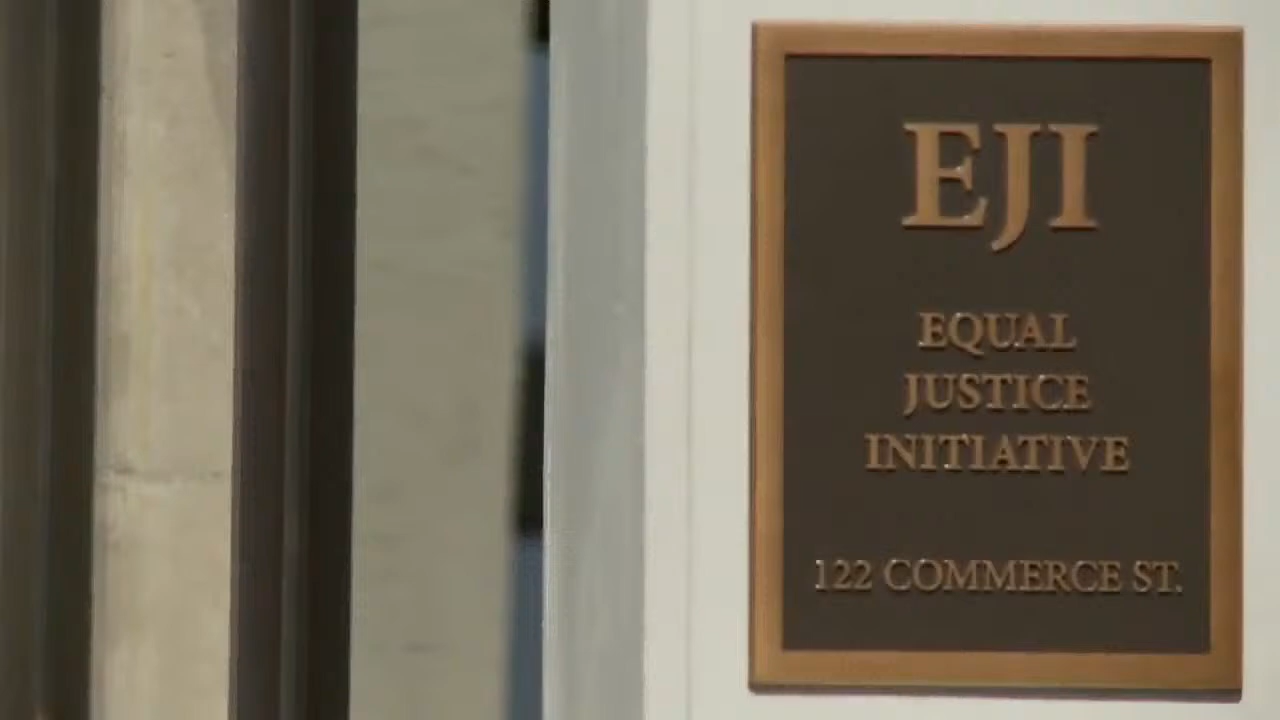 EJI
EQUAL
JUSTICE
INITIATIVE
122 COMMERCE ST.